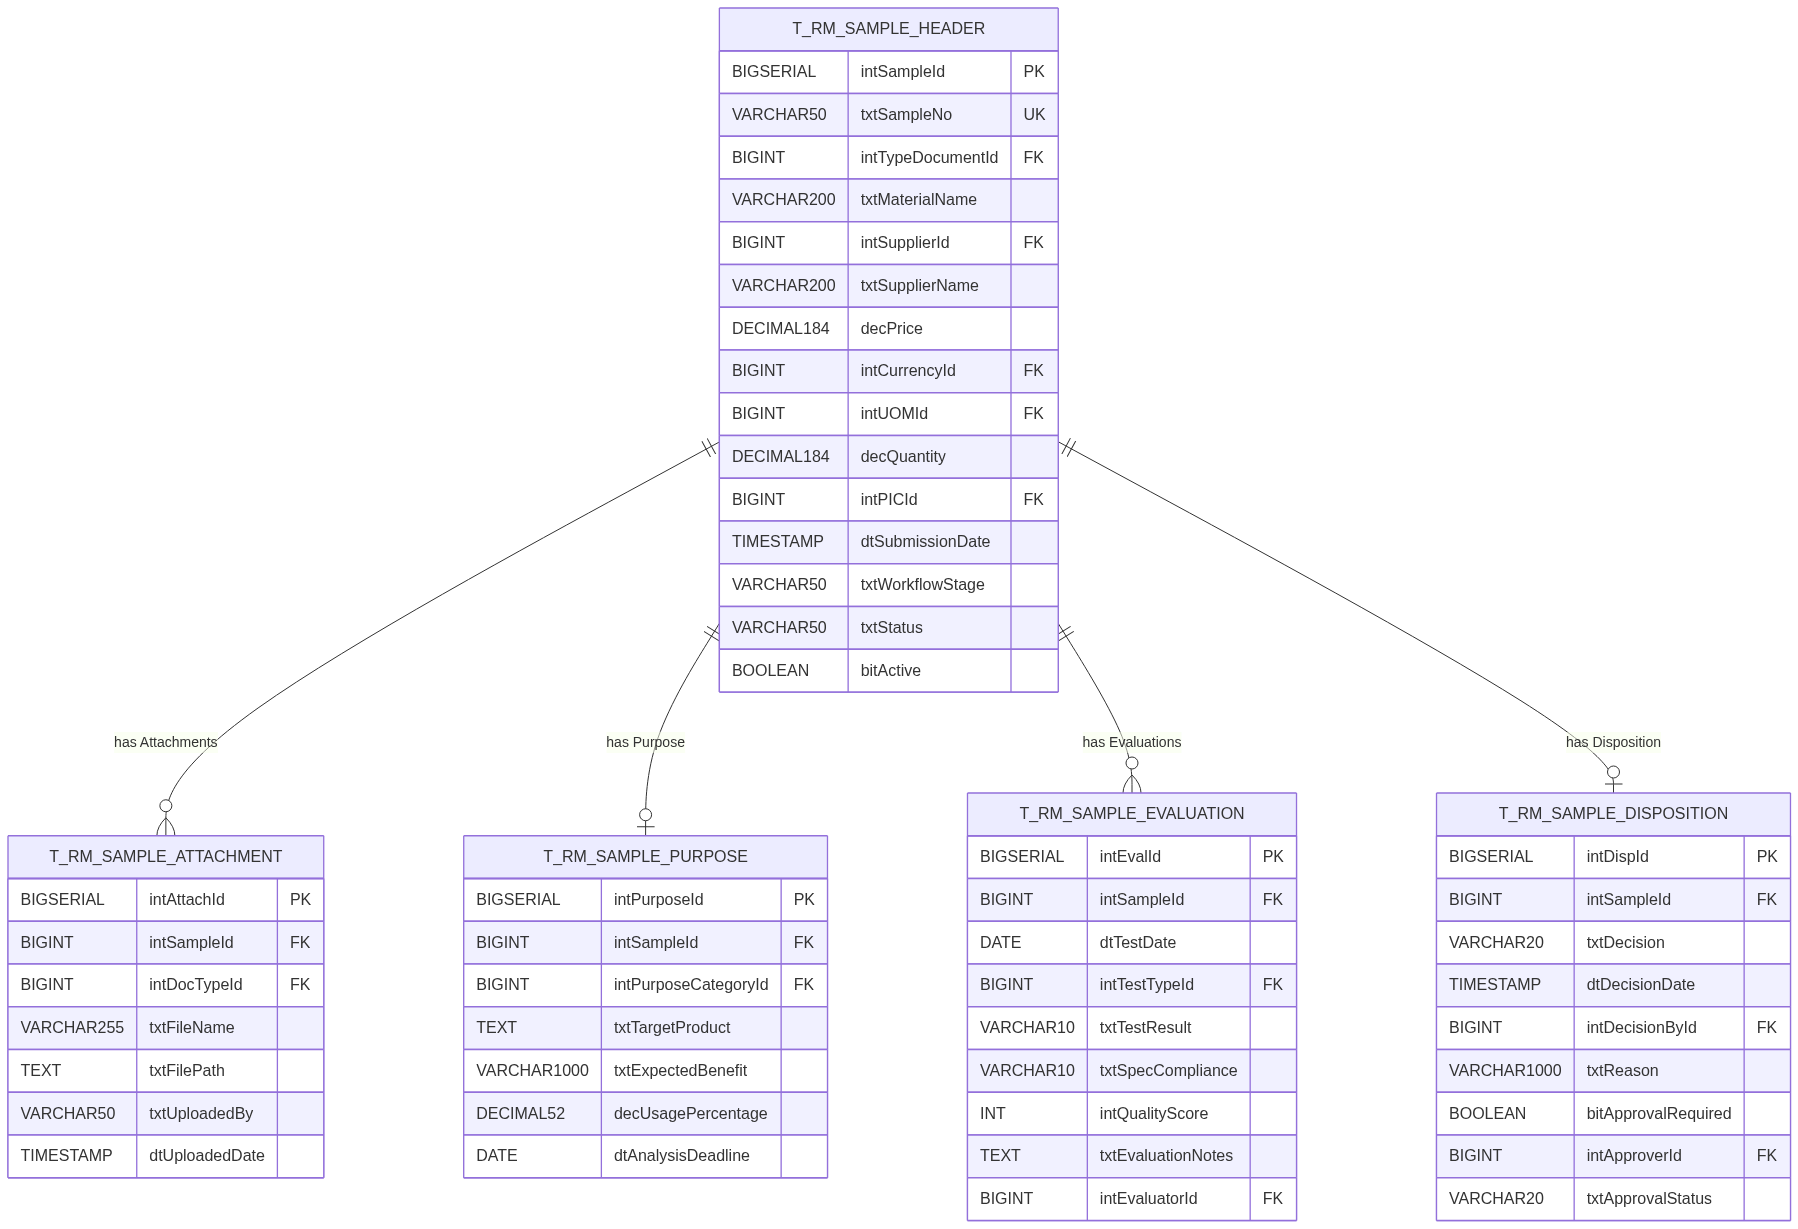 T_RM_SAMPLE_HEADER
BIGSERIAL intSampleId PK
VARCHAR50 txtSampleNo UK
BIGINT intTypeDocumentId FK
VARCHAR200 txtMaterialName
BIGINT intSupplierId FK
VARCHAR200 txtSupplierName
DECIMAL184 decPrice
BIGINT intCurrencyId FK
BIGINT intUOMId FK
DECIMAL184 decQuantity
BIGINT intPICId FK
TIMESTAMP dtSubmissionDate
VARCHAR50 txtWorkflowStage
VARCHAR50 txtStatus
BOOLEAN bitActive
has Attachments
has Purpose
has Evaluations
has Disposition
T_RM_SAMPLE_ATTACHMENT
BIGSERIAL intAttachId PK
BIGINT intSampleId FK
BIGINT intDocTypeId FK
VARCHAR255 txtFileName
TEXT txtFilePath
VARCHAR50 txtUploadedBy
TIMESTAMP dtUploadedDate
T_RM_SAMPLE_PURPOSE
BIGSERIAL intPurposeId PK
BIGINT intSampleId FK
BIGINT intPurposeCategoryId FK
TEXT txtTargetProduct
VARCHAR1000 txtExpectedBenefit
DECIMAL52 decUsagePercentage
DATE dtAnalysisDeadline
T_RM_SAMPLE_EVALUATION
BIGSERIAL intEvalId PK
BIGINT intSampleId FK
DATE dtTestDate
BIGINT intTestTypeId FK
VARCHAR10 txtTestResult
VARCHAR10 txtSpecCompliance
INT intQualityScore
TEXT txtEvaluationNotes
BIGINT intEvaluatorId FK
T_RM_SAMPLE_DISPOSITION
BIGSERIAL intDispId PK
BIGINT intSampleId FK
VARCHAR20 txtDecision
TIMESTAMP dtDecisionDate
BIGINT intDecisionById FK
VARCHAR1000 txtReason
BOOLEAN bitApprovalRequired
BIGINT intApproverId FK
VARCHAR20 txtApprovalStatus